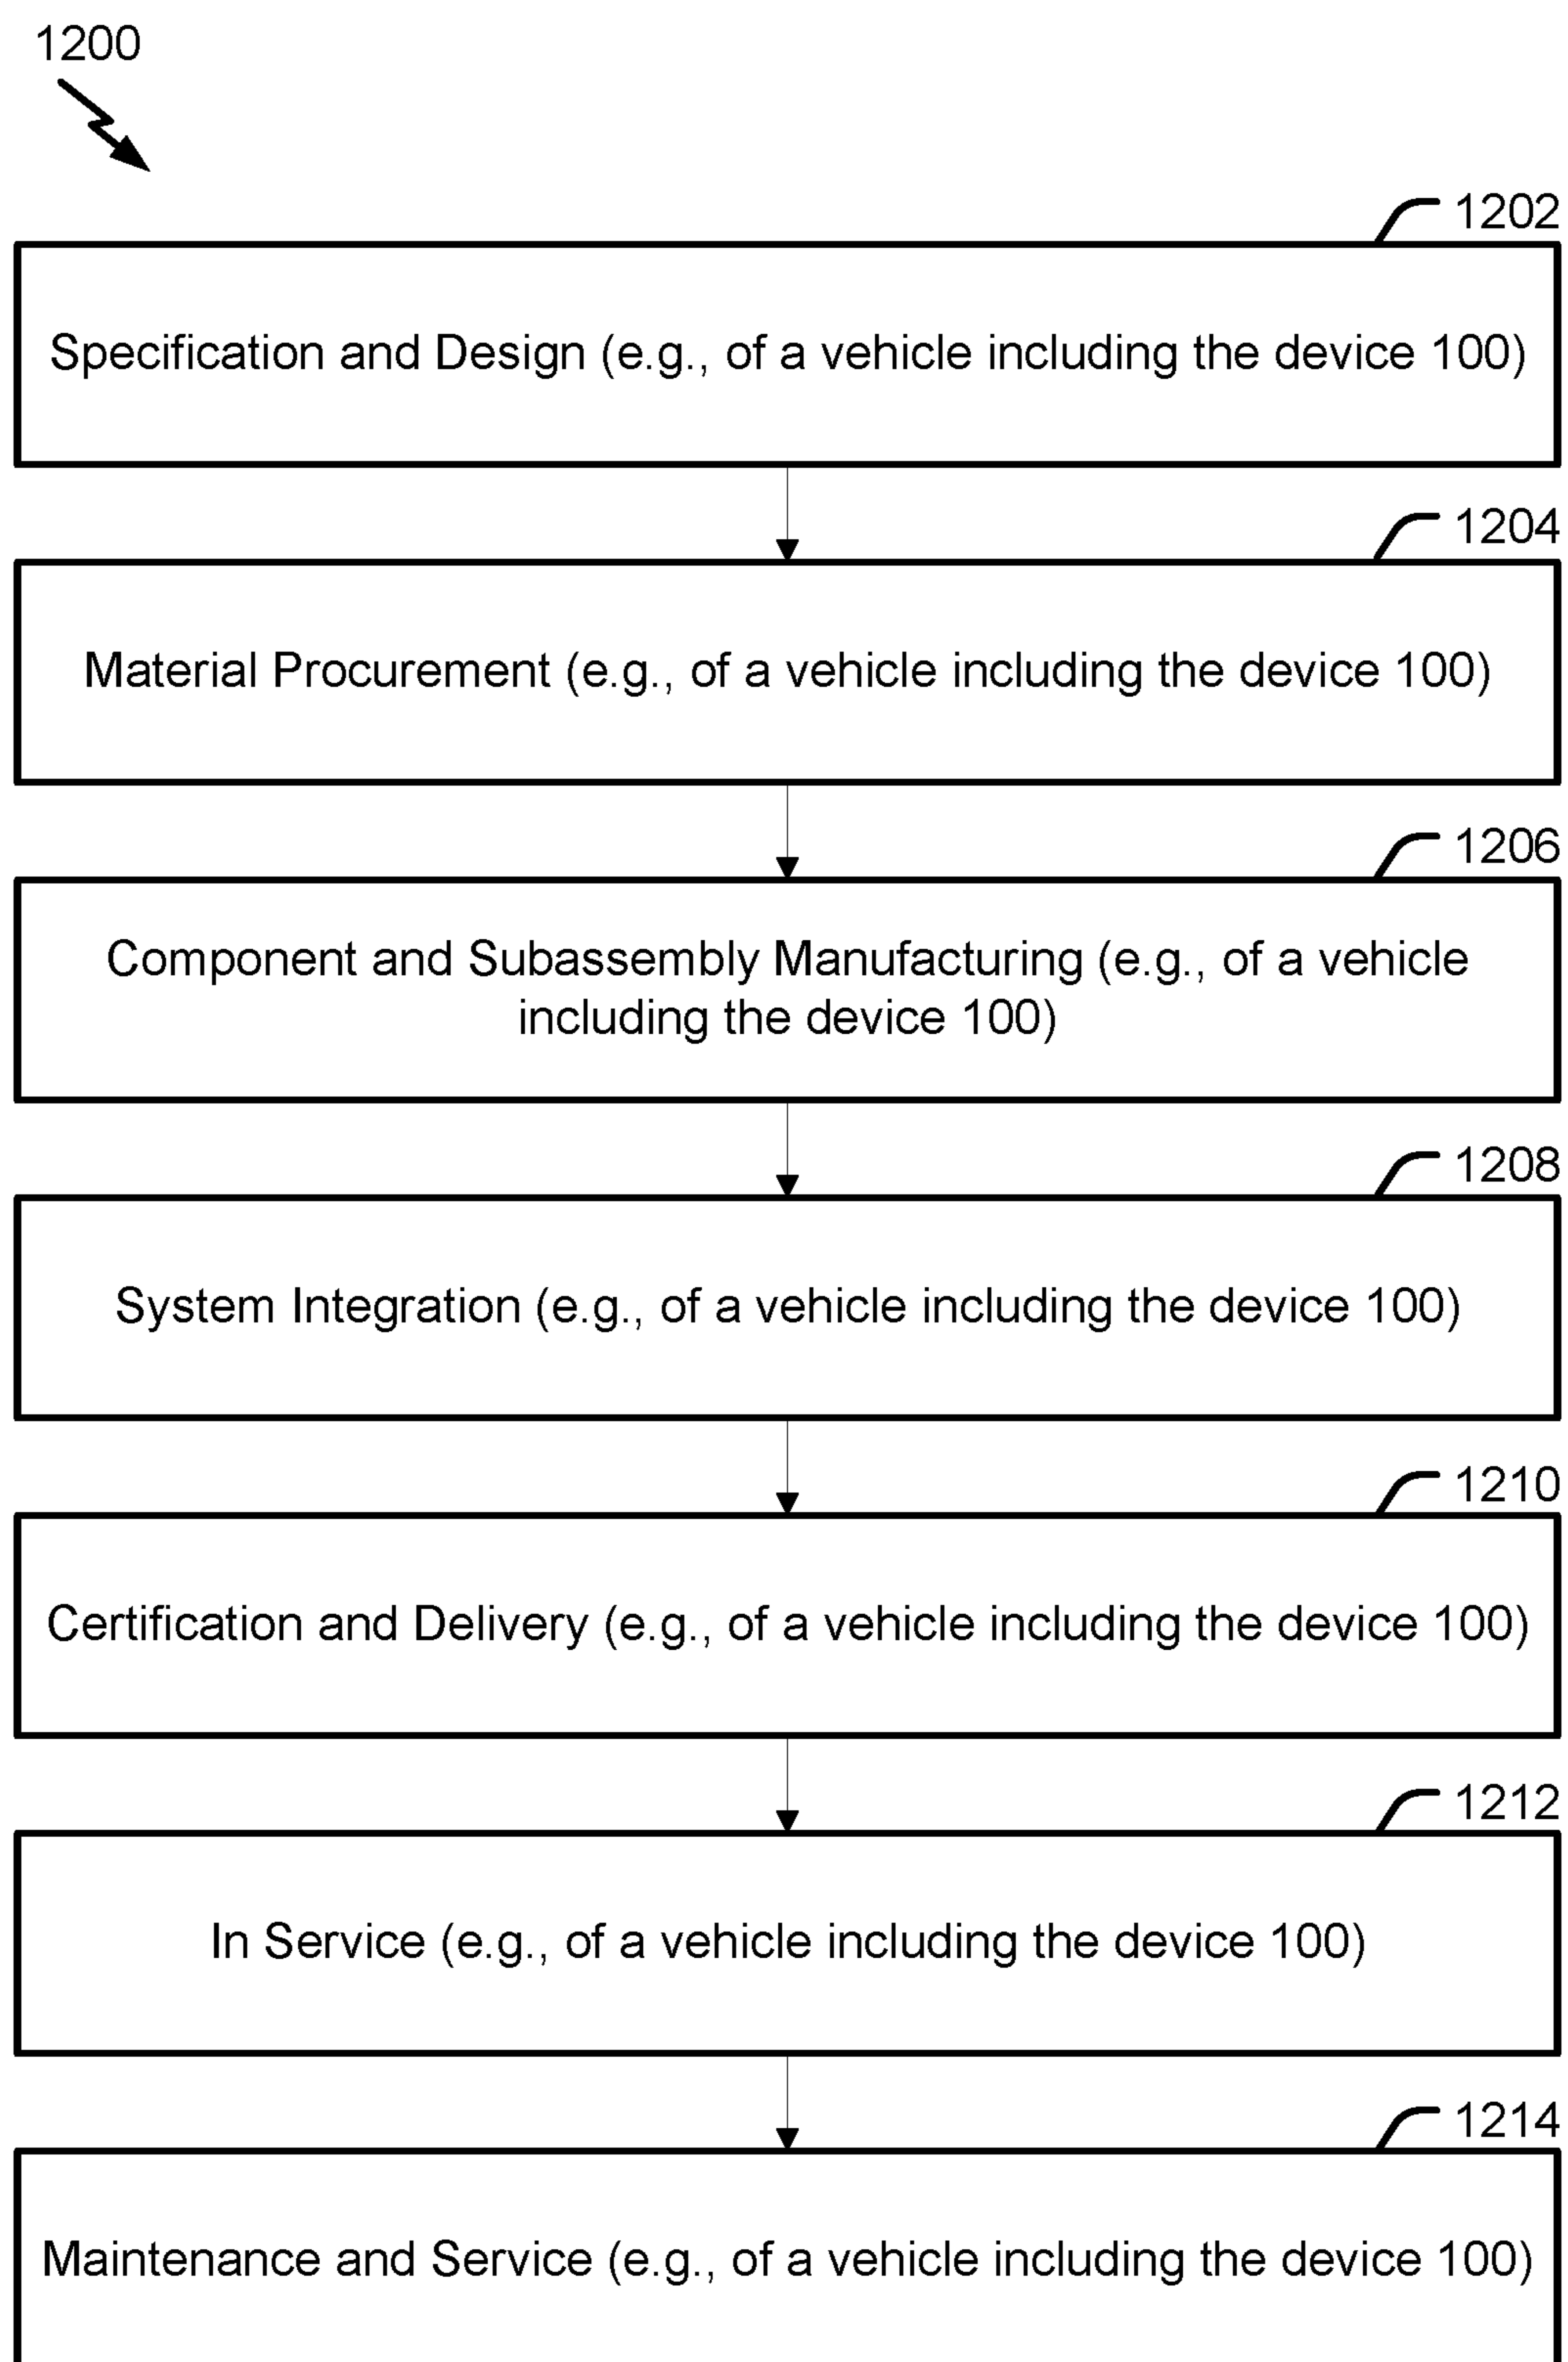 1200
1202
Specification and Design (e.g., of a vehicle including the device 100)
1204
Material Procurement (e.g., of a vehicle including the device 100)
1206
Component and Subassembly Manufacturing (e.g., of a vehicle
including the device 100)
1208
System Integration (e.g., of a vehicle including the device 100)
1210
Certification and Delivery (e.g., of a vehicle including the device 100)
1212
In Service (e.g., of a vehicle including the device 100)
1214
Maintenance and Service (e.g., of a vehicle including the device 100)